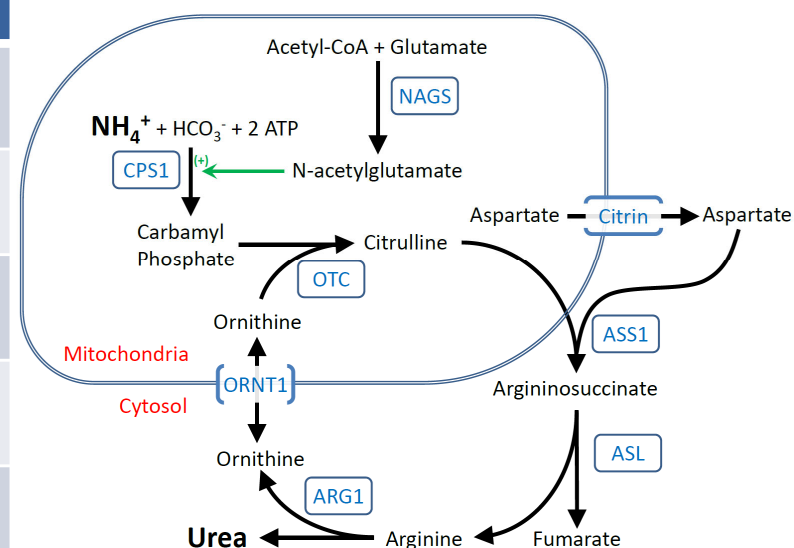 Acetyl-CoA + Glutamate
NAGS
NH4+ + HCO3- + 2 ATP
CPS1
(+)
N-acetylglutamate
Carbamyl
Phosphate
Citrulline
Aspartate
Citrin
Aspartate
OTC
Ornithine
ASS1
Mitochondria
ORNT1
Argininosuccinate
Cytosol
Ornithine
ASL
ARG1
Urea
Arginine
Fumarate